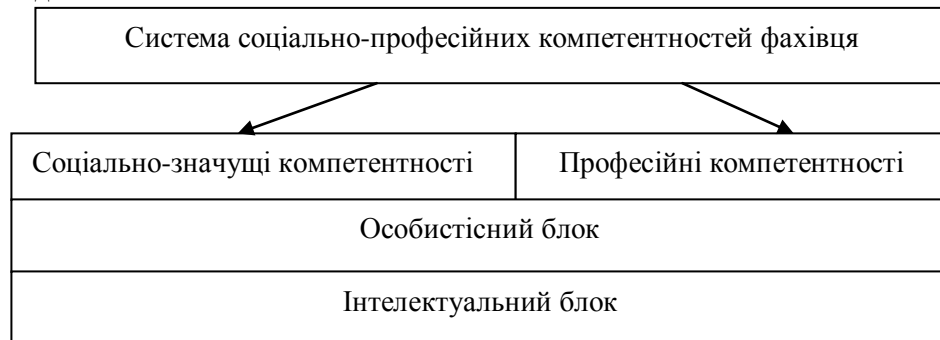 Система соціально-професійних компетентностей фахівця
Соціально-значущі компетентності
Професійні компетентності
Особистісний блок
Інтелектуальний блок